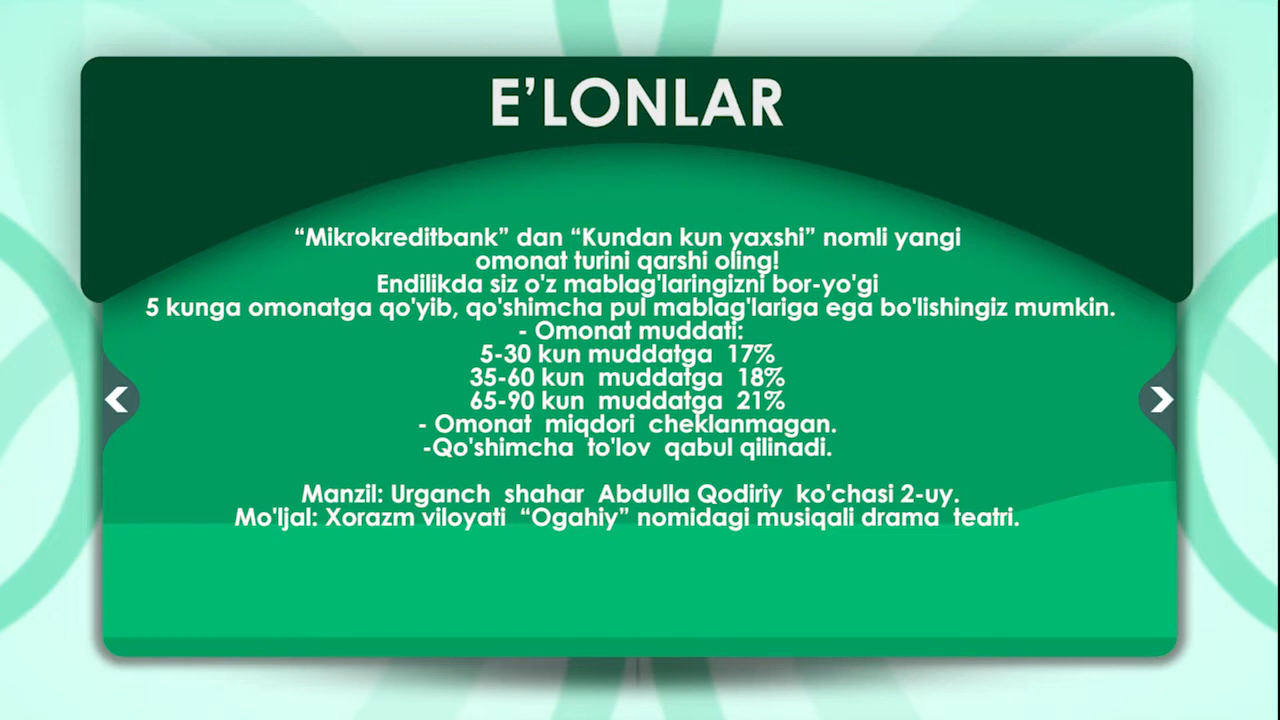 E’LONLAR
“Mikrokreditbank” dan “Kundan kun yaxshi” nomli yangi
omonat turini qarshi oling!
Endilikda siz o'z mablag'laringizni bor-yo'gi
5 kunga omonatga qo'yib, qo'shimcha pul mablag'lariga ega bo'lishingiz mumkin.
- Omonat muddati:
5-30 kun muddatga 17%
35-60 kun muddatga 18%
65-90 kun muddatga 21%
- Omonat miqdori cheklanmagan.
-Qo'shimcha to'lov qabul qilinadi.
Manzil: Urganch shahar Abdulla Qodiriy ko'chasi 2-uy.
Mo'ljal: Xorazm viloyati “Ogahiy” nomidagi musiqali drama teatri.